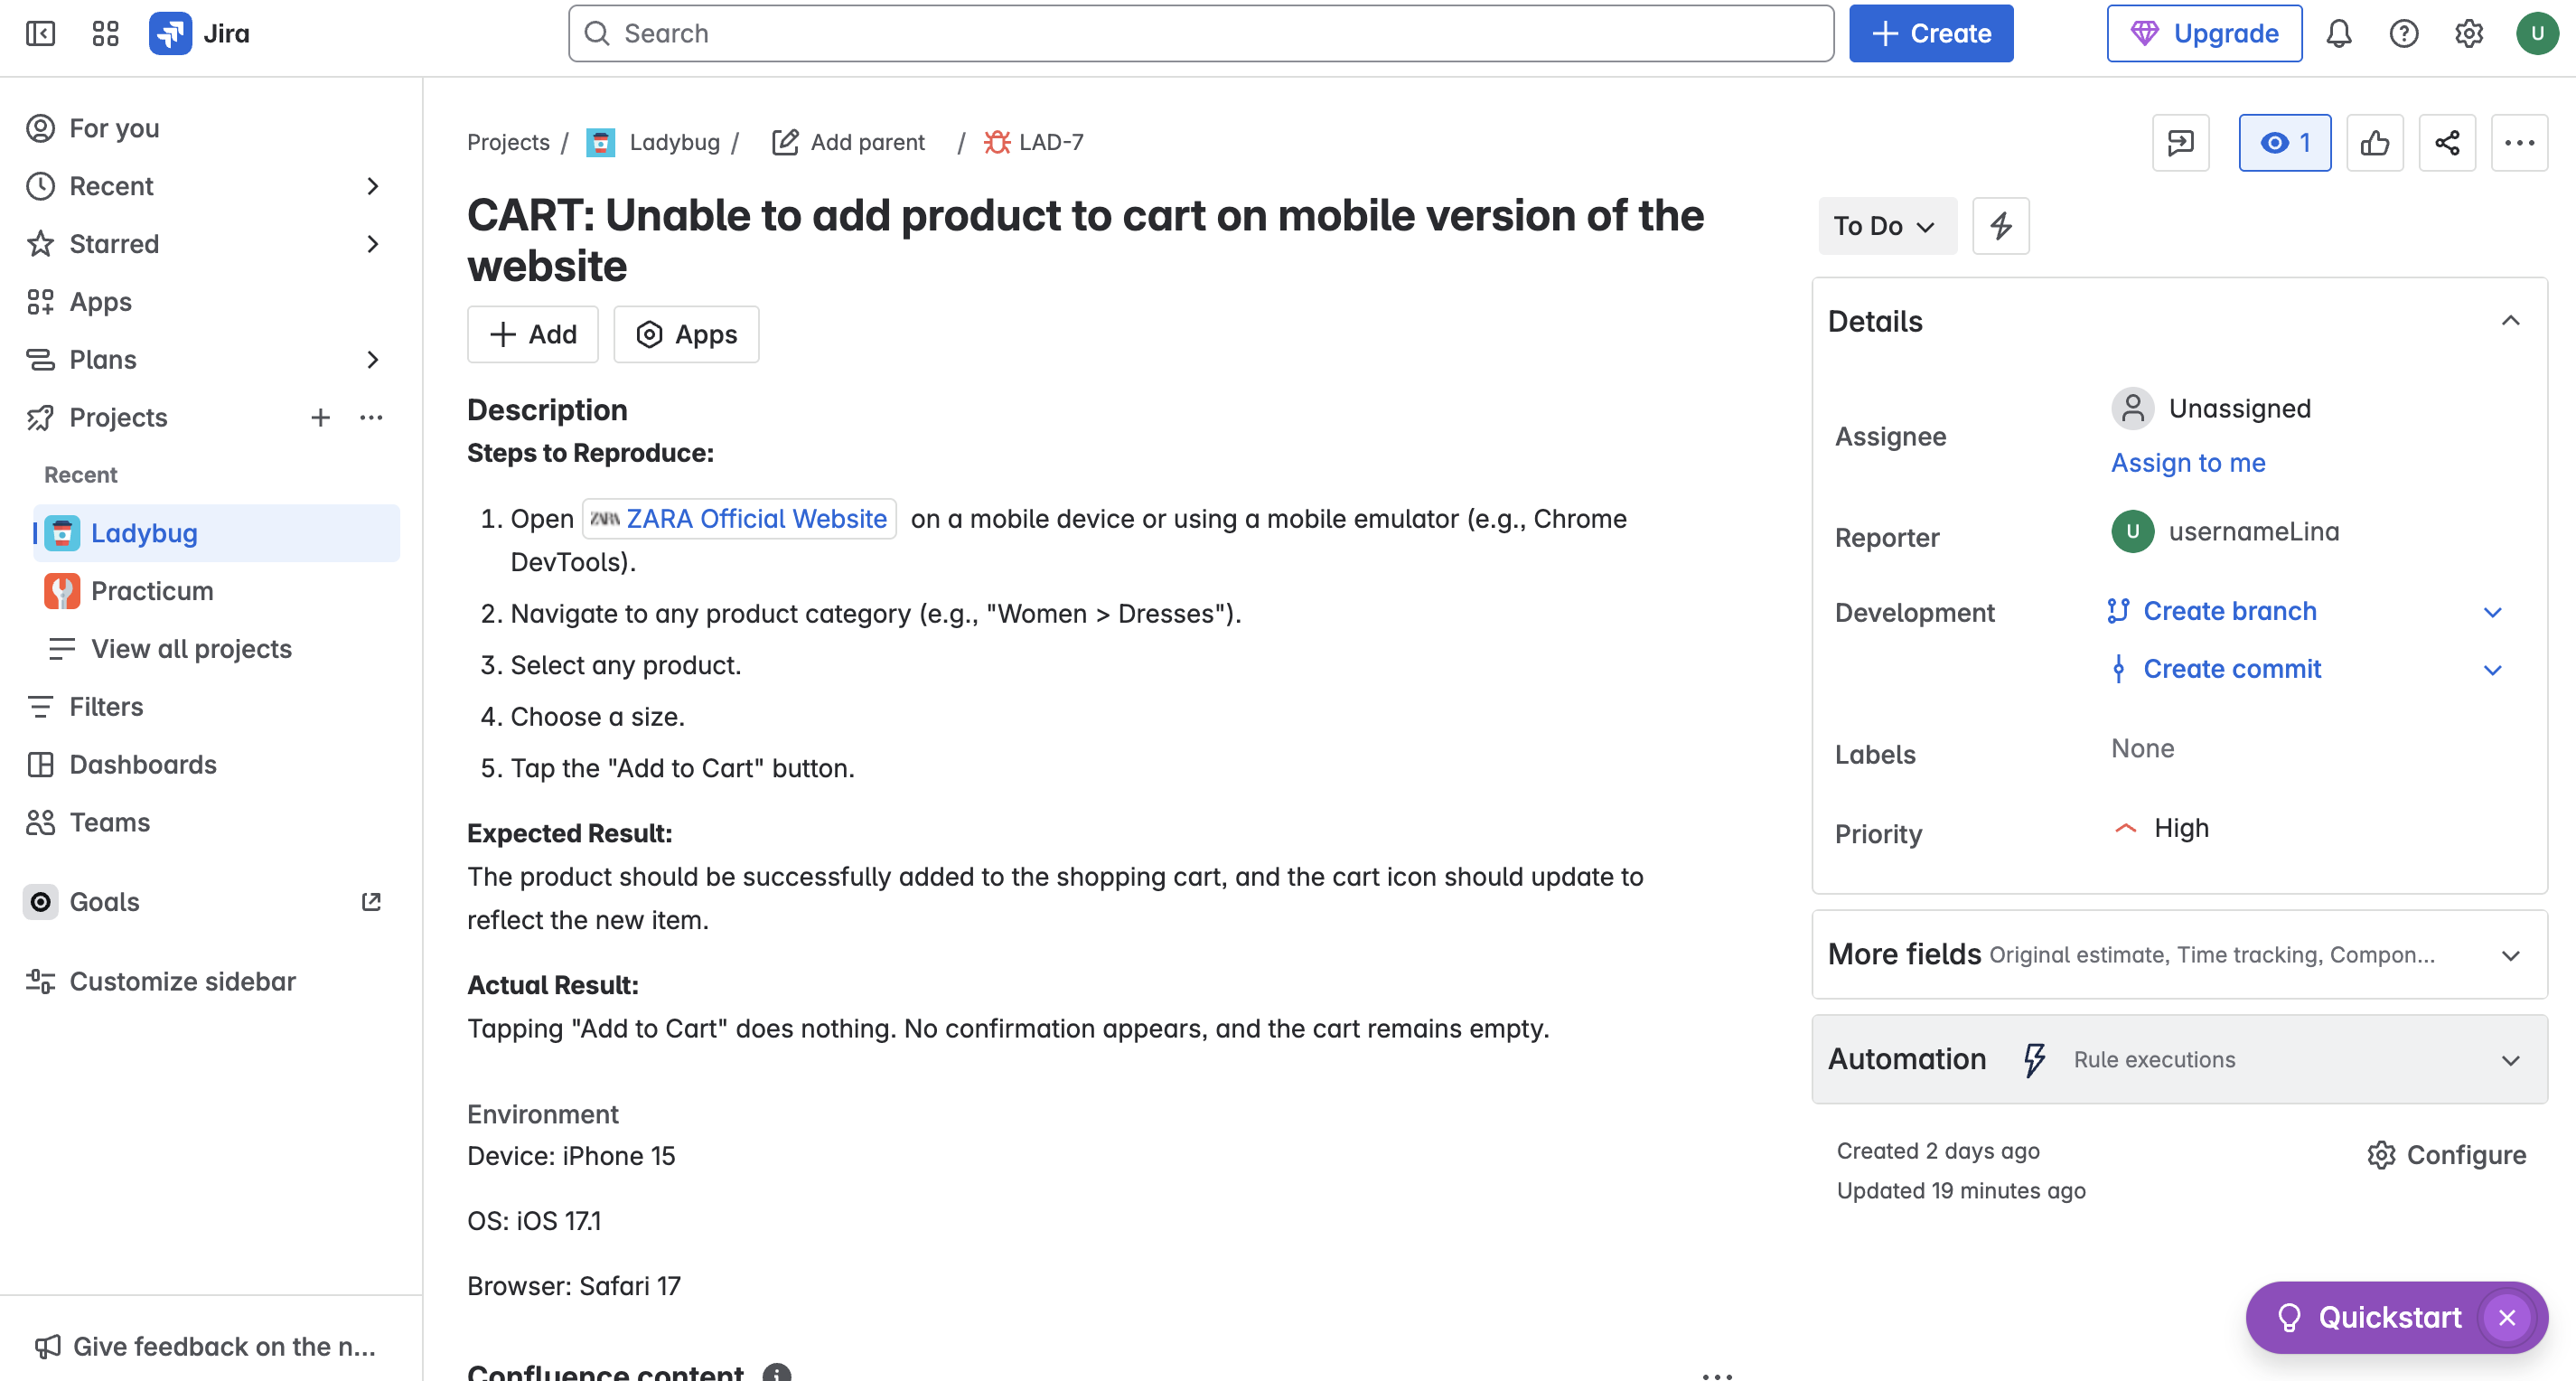 Jira
Search
Create
Upgrade
U
For you
Recent
Starred
Apps
Plans
Projects
Recent
Ladybug
Practicum
View all projects
Filters
Dashboards
Teams
Goals
Customize sidebar
Give feedback on the n...
Projects / Ladybug / Add parent / LAD-7
1
CART: Unable to add product to cart on mobile version of the
website
Add
Apps
Description
Steps to Reproduce:
1. Open ZARA ZARA Official Website on a mobile device or using a mobile emulator (e.g., Chrome
DevTools).
2. Navigate to any product category (e.g., "Women > Dresses").
3. Select any product.
4. Choose a size.
5. Tap the "Add to Cart" button.
Expected Result:
The product should be successfully added to the shopping cart, and the cart icon should update to
reflect the new item.
Actual Result:
Tapping "Add to Cart" does nothing. No confirmation appears, and the cart remains empty.
Environment
Device: iPhone 15
OS: iOS 17.1
Browser: Safari 17
Confluence content
To Do
Details
Assignee
Unassigned
Assign to me
Reporter
U usernameLina
Development
Create branch
Create commit
Labels
None
Priority
High
More fields Original estimate, Time tracking, Compon...
Automation Rule executions
Created 2 days ago
Updated 19 minutes ago
Configure
Quickstart